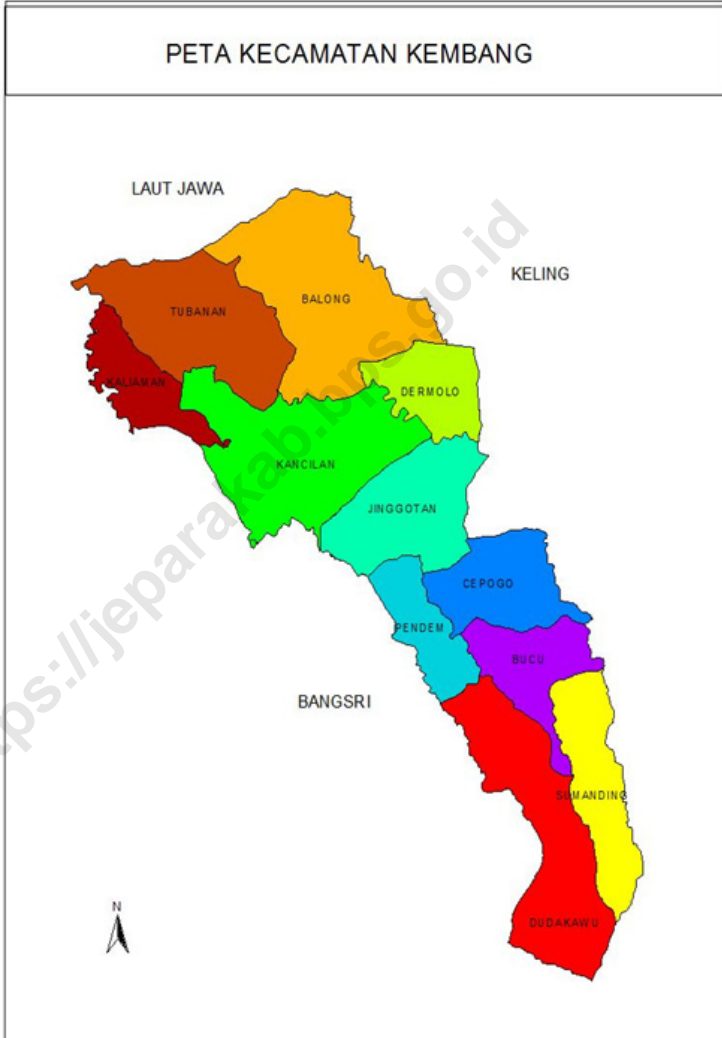 PETA KECAMATAN KEMBANG
LAUT JAWA
KELING
BALONG
TUBANAN
KALIAMAN
DERMOLO
KANCILAN
JINGGOTAN
CEPOGO
PENDEM
BUCU
BANGSRI
SUMANDING
N
DUDAKAWU
ps://jeparakab.bps.go.id